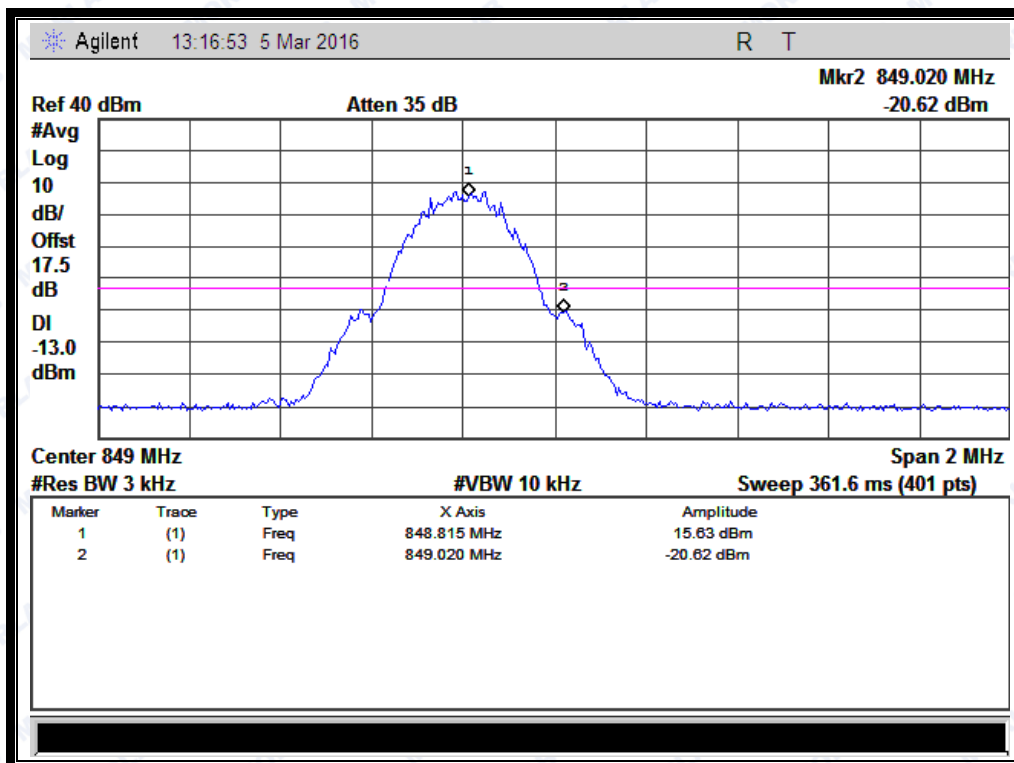 Agilent 13:16:53 5 Mar 2016 R T
Mkr2 849.020 MHz
Ref 40 dBm Atten 35 dB -20.62 dBm
#Avg
Log
10
dB/
Offst
17.5
dB
DI
-13.0
dBm
1
2
Center 849 MHz Span 2 MHz
#Res BW 3 kHz #VBW 10 kHz Sweep 361.6 ms (401 pts)
Marker Trace Type X Axis Amplitude
1 (1) Freq 848.815 MHz 15.63 dBm
2 (1) Freq 849.020 MHz -20.62 dBm